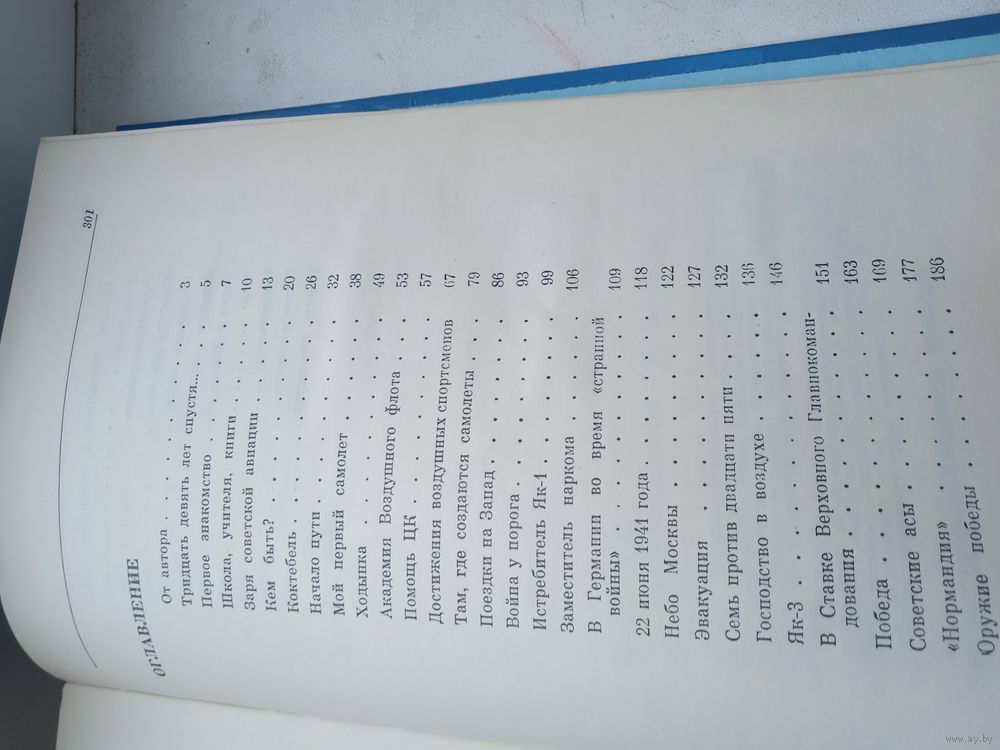 301
ОГЛАВЛЕНИЕ
От автора . . . . . . . . . . 3
Тридцать девять лет спустя... . . . 5
Первое знакомство . . . . . . . 7
Школа, учителя, книги . . . . . 10
Заря советской авиации . . . . . 13
Кем быть? . . . . . . . . . 20
Коктебель . . . . . . . . . 26
Начало пути . . . . . . . . 32
Мой первый самолет . . . . . . 38
Ходынка . . . . . . . . . 49
Академия Воздушного флота . . . 53
Помощь ЦК . . . . . . . . 57
Достижения воздушных спортсменов 67
Там, где создаются самолеты . . . 79
Поездки на Запад . . . . . . . 86
Война у порога . . . . . . . . 93
Истребитель Як-1 . . . . . . . 99
Заместитель наркома . . . . . . 106
В Германии во время «странной
войны» . . . . . . . . . 109
22 июня 1941 года . . . . . . . 118
Небо Москвы . . . . . . . . 122
Эвакуация . . . . . . . . . 127
Семь против двадцати пяти . . . . 132
Господство в воздухе . . . . . . 136
Як-3 . . . . . . . . . . . 146
В Ставке Верховного Главнокоман-
дования . . . . . . . . . 151
Победа . . . . . . . . . . 163
Советские асы . . . . . . . . 169
«Нормандия» . . . . . . . . 177
Оружие победы . . . . . . . . 186
www.ay.by